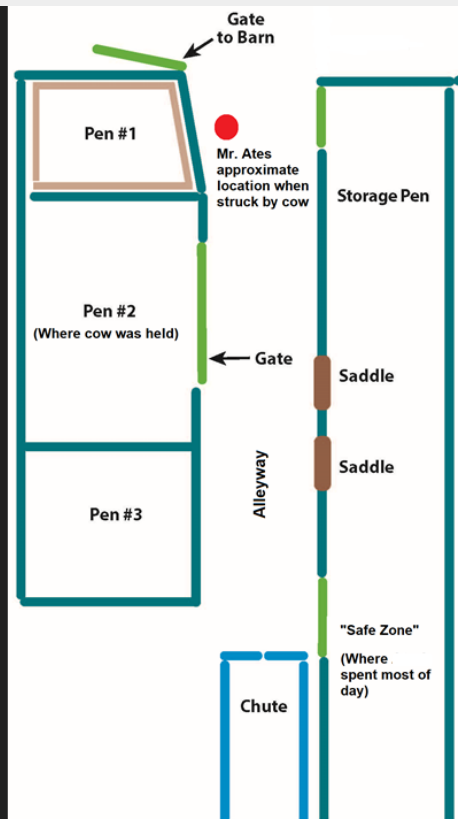 Gate
to Barn
Pen #1
Mr. Ates
approximate
location when
struck by cow
Storage Pen
Pen #2
(Where cow was held)
Gate
Saddle
Saddle
Alleyway
Pen #3
"Safe Zone"
(Where
spent most of
day)
Chute